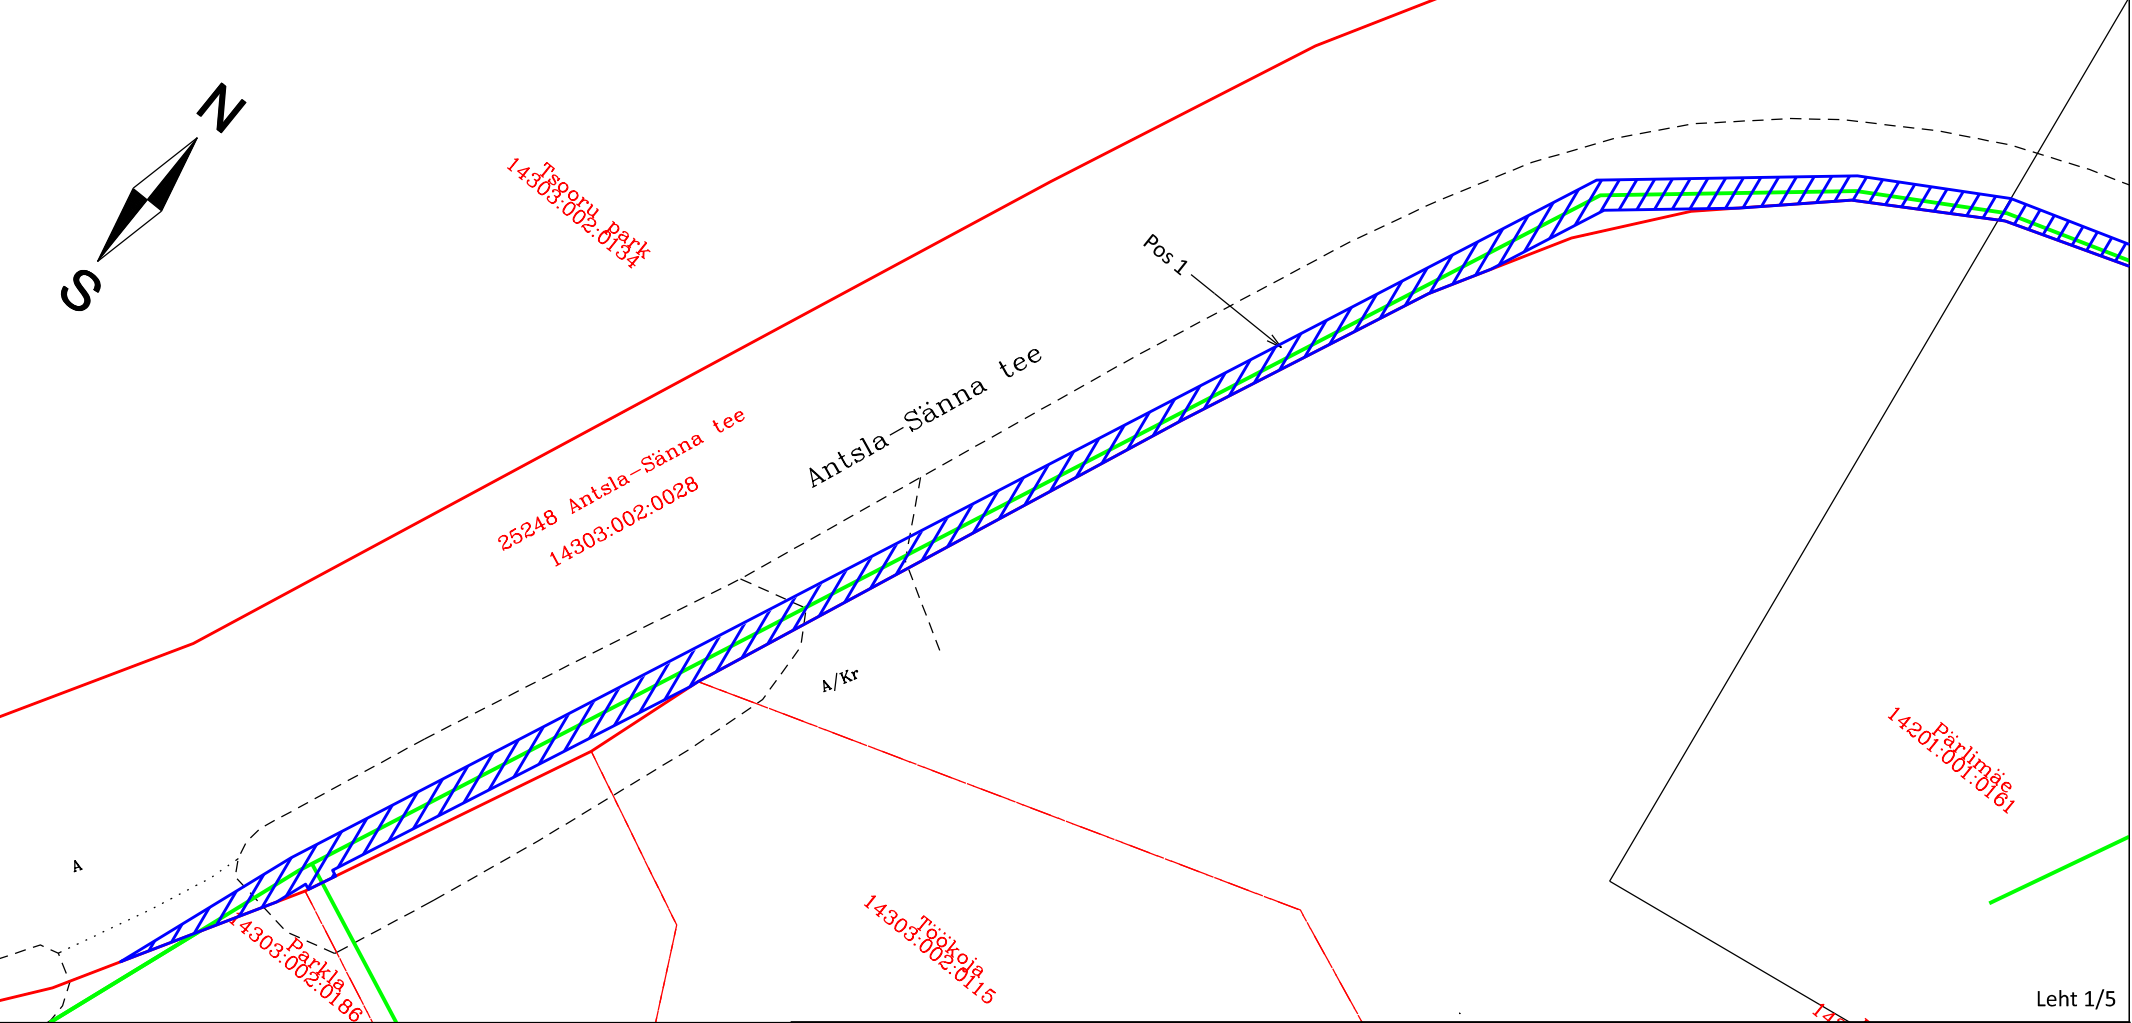 N
S
Tsooru park
14303:002:0134
Pos 1
Antsla-Sänna tee
25248 Antsla-Sänna tee
14303:002:0028
A/Kr
A
Pärlimäe
14201:001:0161
Töökoja
14303:002:0115
Parkla
14303:002:0186
Leht 1/5